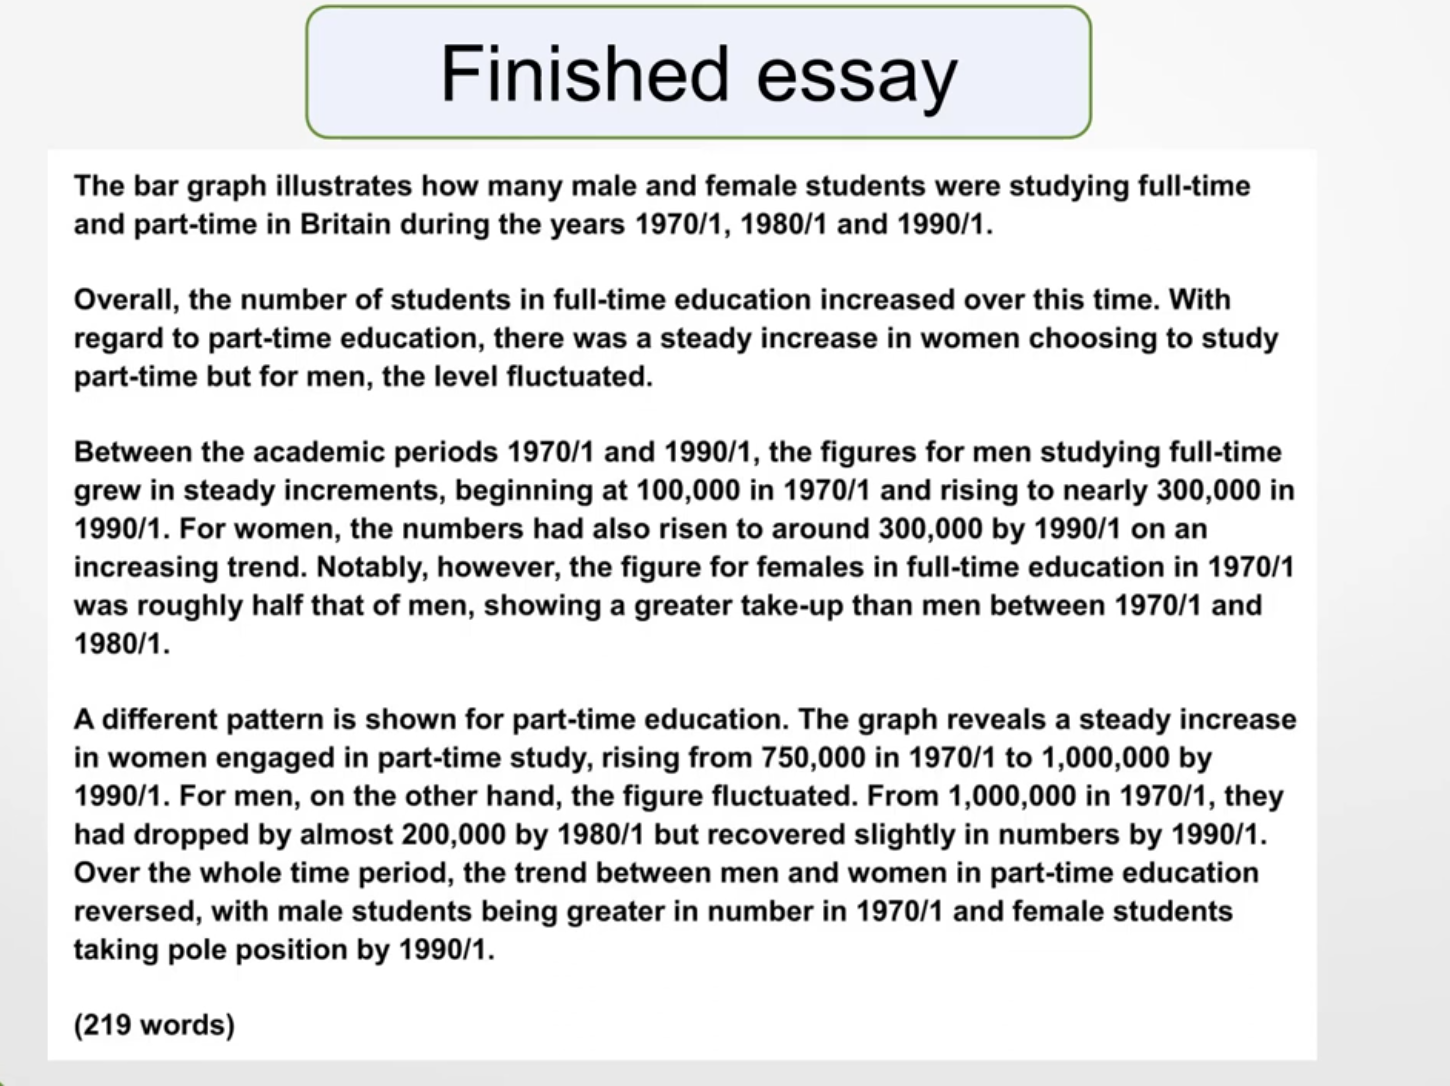 Finished essay
The bar graph illustrates how many male and female students were studying full-time
and part-time in Britain during the years 1970/1, 1980/1 and 1990/1.
Overall, the number of students in full-time education increased over this time. With
regard to part-time education, there was a steady increase in women choosing to study
part-time but for men, the level fluctuated.
Between the academic periods 1970/1 and 1990/1, the figures for men studying full-time
grew in steady increments, beginning at 100,000 in 1970/1 and rising to nearly 300,000 in
1990/1. For women, the numbers had also risen to around 300,000 by 1990/1 on an
increasing trend. Notably, however, the figure for females in full-time education in 1970/1
was roughly half that of men, showing a greater take-up than men between 1970/1 and
1980/1.
A different pattern is shown for part-time education. The graph reveals a steady increase
in women engaged in part-time study, rising from 750,000 in 1970/1 to 1,000,000 by
1990/1. For men, on the other hand, the figure fluctuated. From 1,000,000 in 1970/1, they
had dropped by almost 200,000 by 1980/1 but recovered slightly in numbers by 1990/1.
Over the whole time period, the trend between men and women in part-time education
reversed, with male students being greater in number in 1970/1 and female students
taking pole position by 1990/1.
(219 words)